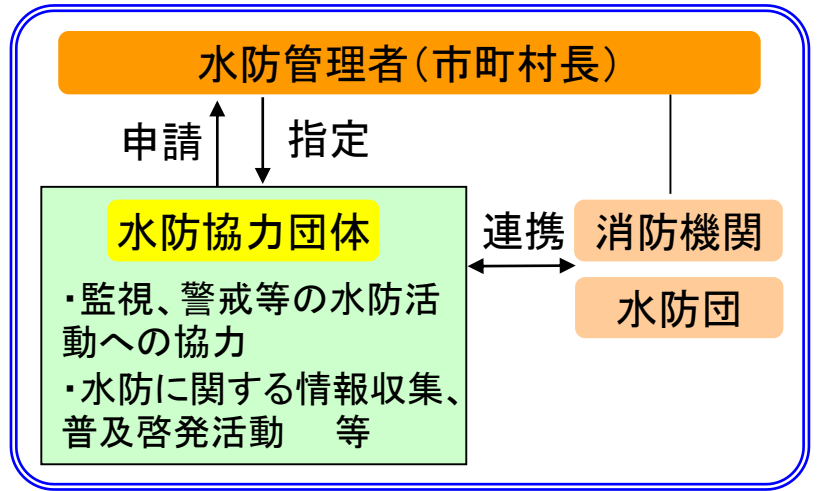 水防管理者(市町村長)
申請
指定
水防協力団体
・監視、警戒等の水防活
動への協力
・水防に関する情報収集、
普及啓発活動　等
連携
消防機関
水防団